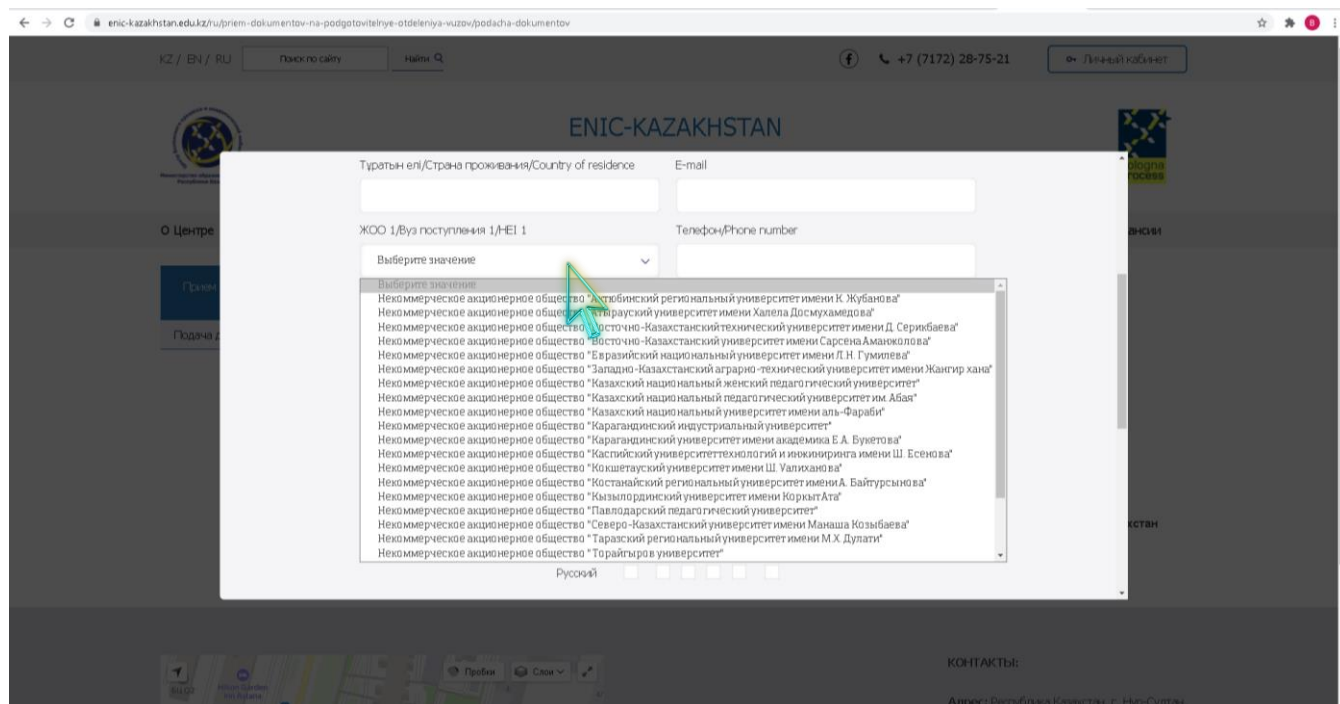 enic-kazakhstan.edu.kz/ru/priem-dokumentov-na-podgotovitelnye-otdeleniya-vuzov/podacha-dokumentov
B
KZ / EN / RU Поиск по сайту Найти +7 (7172) 28-75-21 Личный кабинет
ENIC-KAZAKHSTAN
ologna
rocess
Тұратын елі/Страна проживания/Country of residence E-mail
О Центре ансии
ЖОО 1/Вуз поступления 1/HEI 1 Телефон/Phone number
Выберите значение
Прием
Выберите значение
Некоммерческое акционерное общество "Актюбинский региональный университет имени К. Жубанова"
Некоммерческое акционерное общество "Атырауский университет имени Халела Досмухамедова"
Некоммерческое акционерное общество "Восточно-Казахстанский технический университет имени Д. Серикбаева"
Подача д
Некоммерческое акционерное общество "Восточно-Казахстанский университет имени Сарсена Аманжолова"
Некоммерческое акционерное общество "Евразийский национальный университет имени Л.Н. Гумилева"
Некоммерческое акционерное общество "Западно-Казахстанский аграрно-технический университет имени Жангир хана"
Некоммерческое акционерное общество "Казахский национальный женский педагогический университет"
Некоммерческое акционерное общество "Казахский национальный педагогический университет им. Абая"
Некоммерческое акционерное общество "Казахский национальный университет имени аль-Фараби"
Некоммерческое акционерное общество "Карагандинский индустриальный университет"
Некоммерческое акционерное общество "Карагандинский университет имени академика Е.А. Букетова"
Некоммерческое акционерное общество "Каспийский университет технологий и инжиниринга имени Ш. Есенова"
Некоммерческое акционерное общество "Кокшетауский университет имени Ш. Уалиханова"
Некоммерческое акционерное общество "Костанайский региональный университет имени А. Байтурсынова"
Некоммерческое акционерное общество "Кызылординский университет имени Коркыт Ата"
Некоммерческое акционерное общество "Павлодарский педагогический университет"
Некоммерческое акционерное общество "Северо-Казахстанский университет имени Манаша Козыбаева"
хстан
Некоммерческое акционерное общество "Таразский региональный университет имени М.Х. Дулати"
Некоммерческое акционерное общество "Торайгыров университет"
Русский
КОНТАКТЫ:
Пробки Слои
Адрес: Республика Казахстан, г. Нур-Султан,